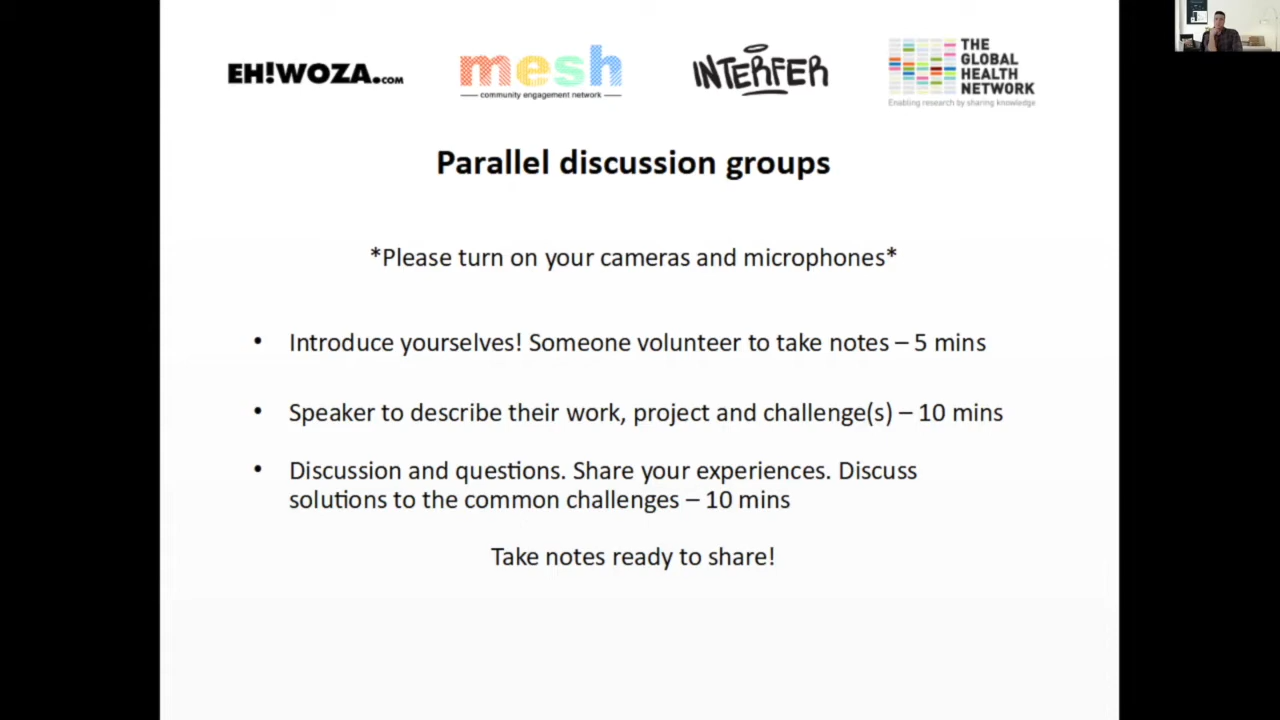 EH!WOZA.COM
mesh
community engagement network
INTERFER
THE
GLOBAL
HEALTH
NETWORK
Enabling research by sharing knowledge
Parallel discussion groups
*Please turn on your cameras and microphones*
• Introduce yourselves! Someone volunteer to take notes – 5 mins
• Speaker to describe their work, project and challenge(s) – 10 mins
• Discussion and questions. Share your experiences. Discuss
solutions to the common challenges – 10 mins
Take notes ready to share!